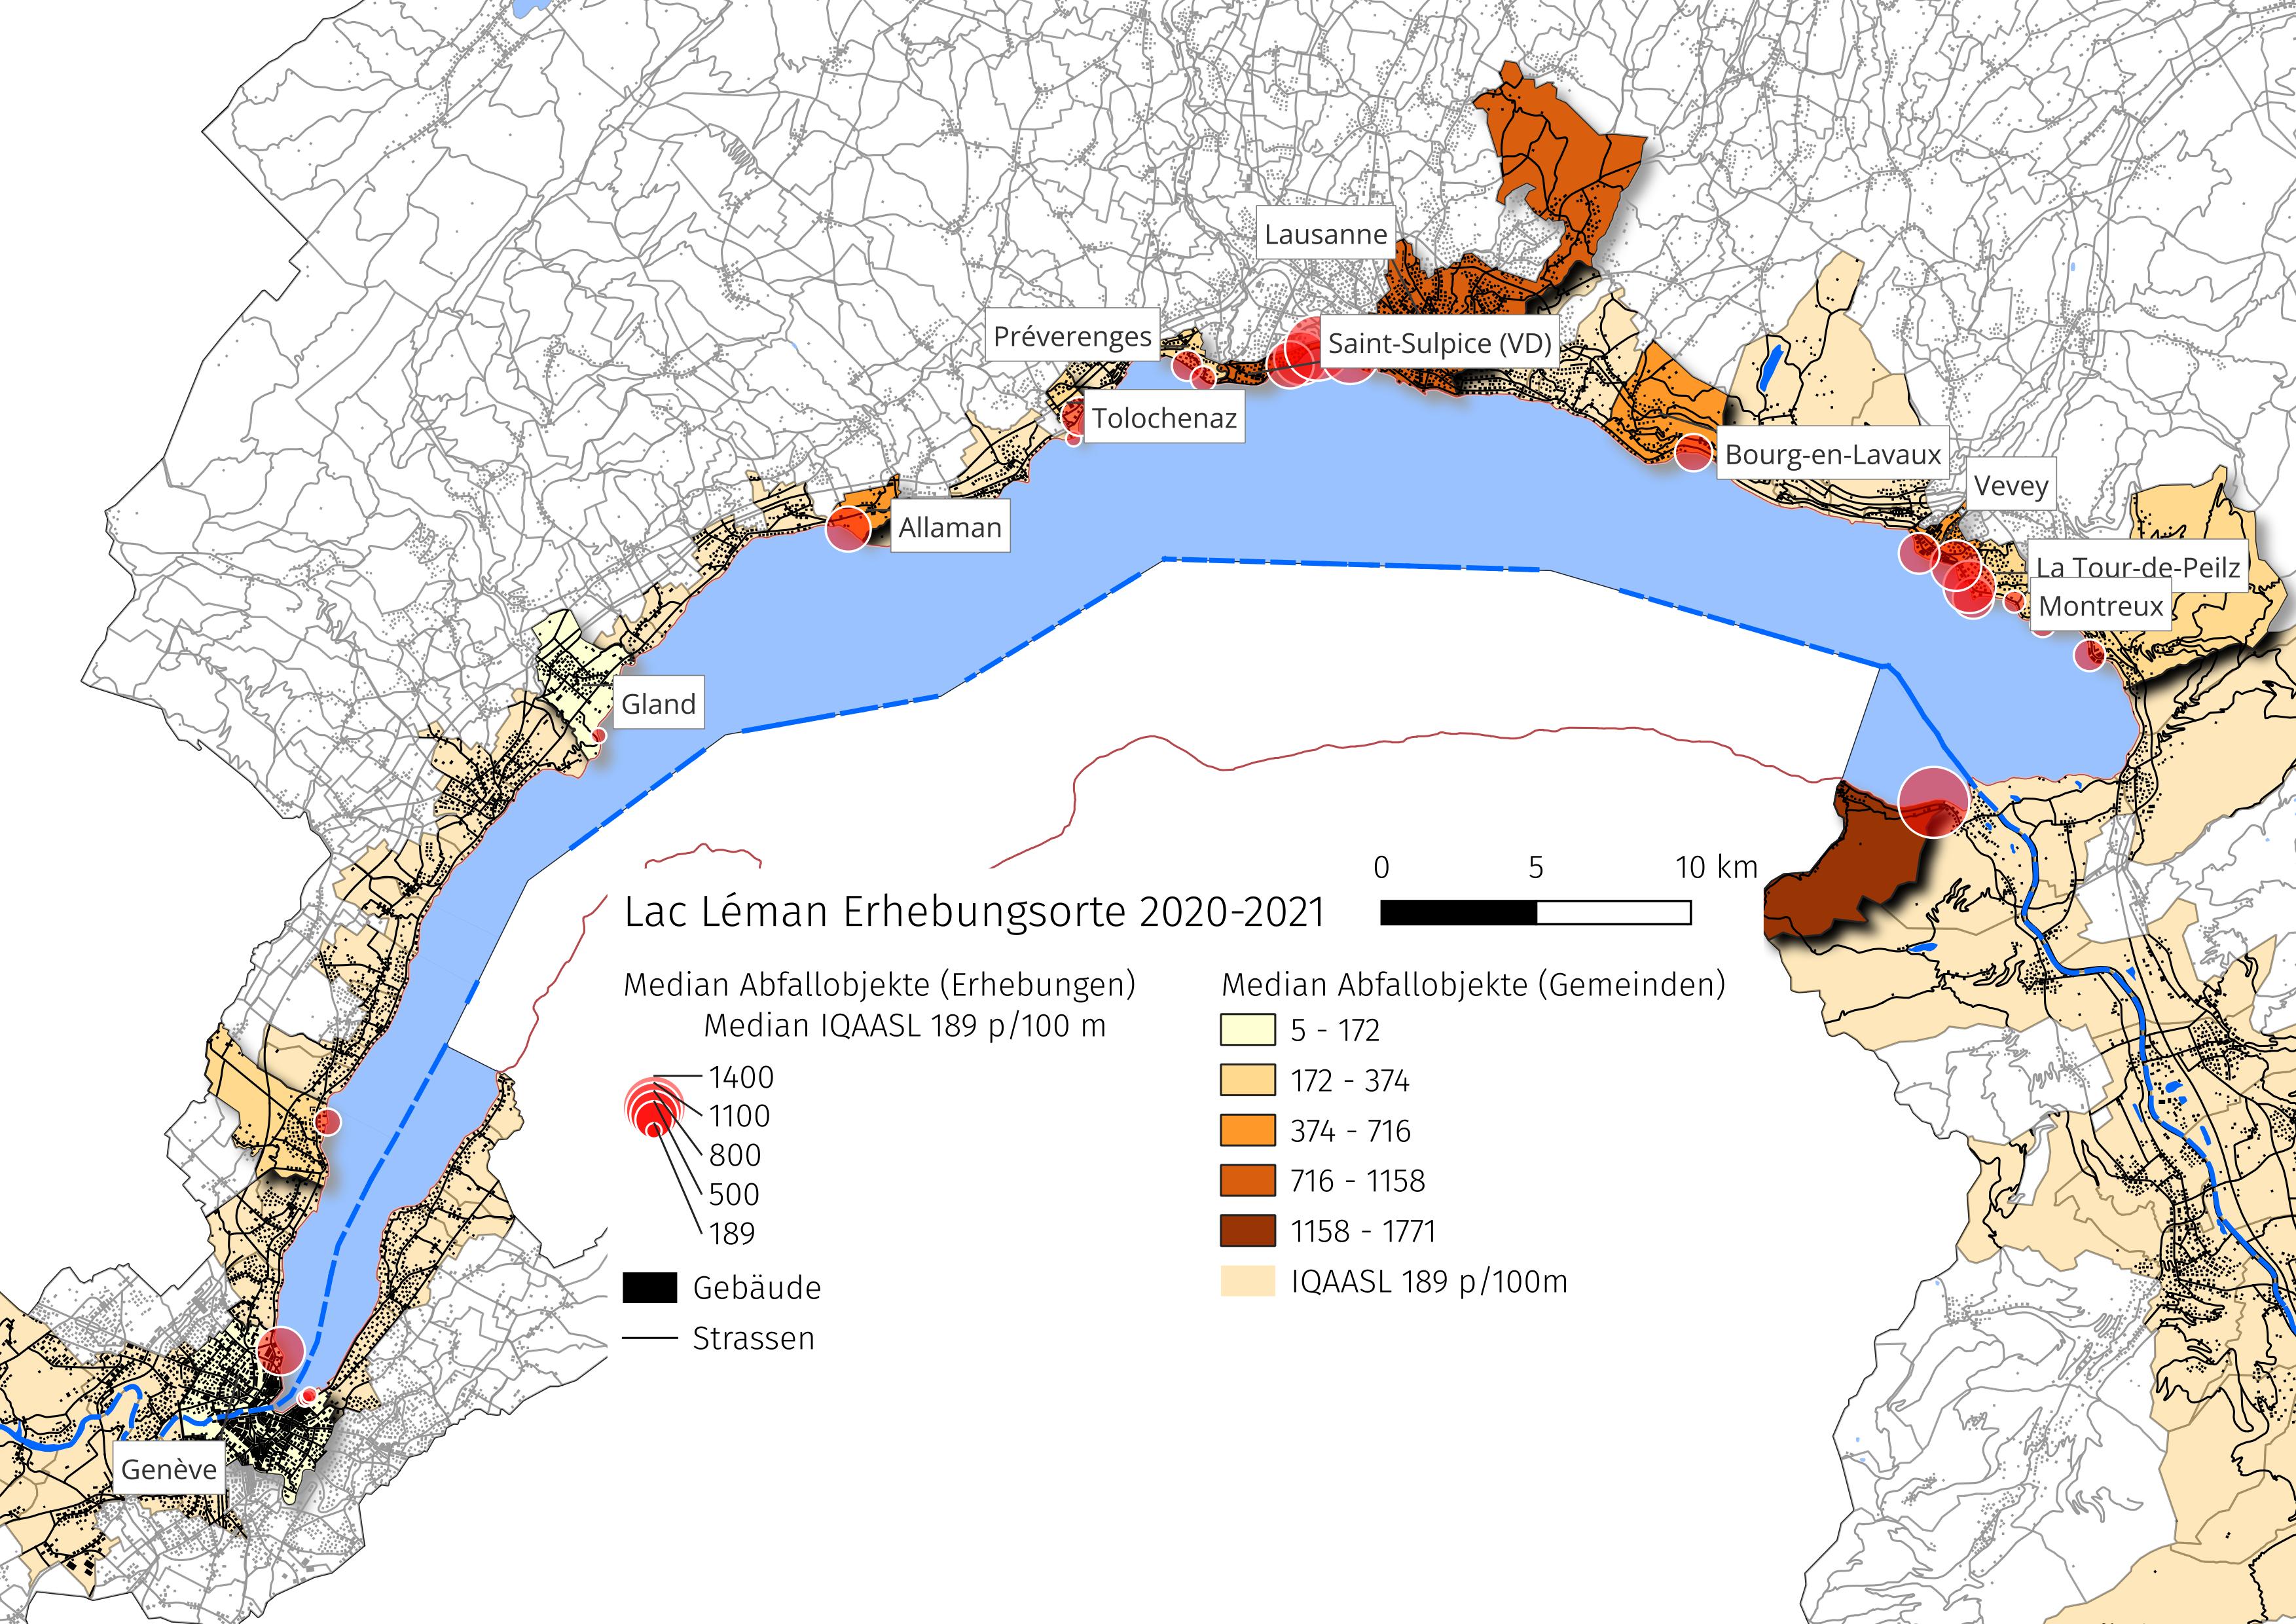 Lausanne
Préverenges
Saint-Sulpice (VD)
Tolochenaz
Bourg-en-Lavaux
Vevey
Allaman
La Tour-de-Peilz
Montreux
Gland
Genève
0 5 10 km
Lac Léman Erhebungsorte 2020-2021
Median Abfallobjekte (Erhebungen)
Median IQAASL 189 p/100 m
1400
1100
800
500
189
Gebäude
Strassen
Median Abfallobjekte (Gemeinden)
5 - 172
172 - 374
374 - 716
716 - 1158
1158 - 1771
IQAASL 189 p/100m